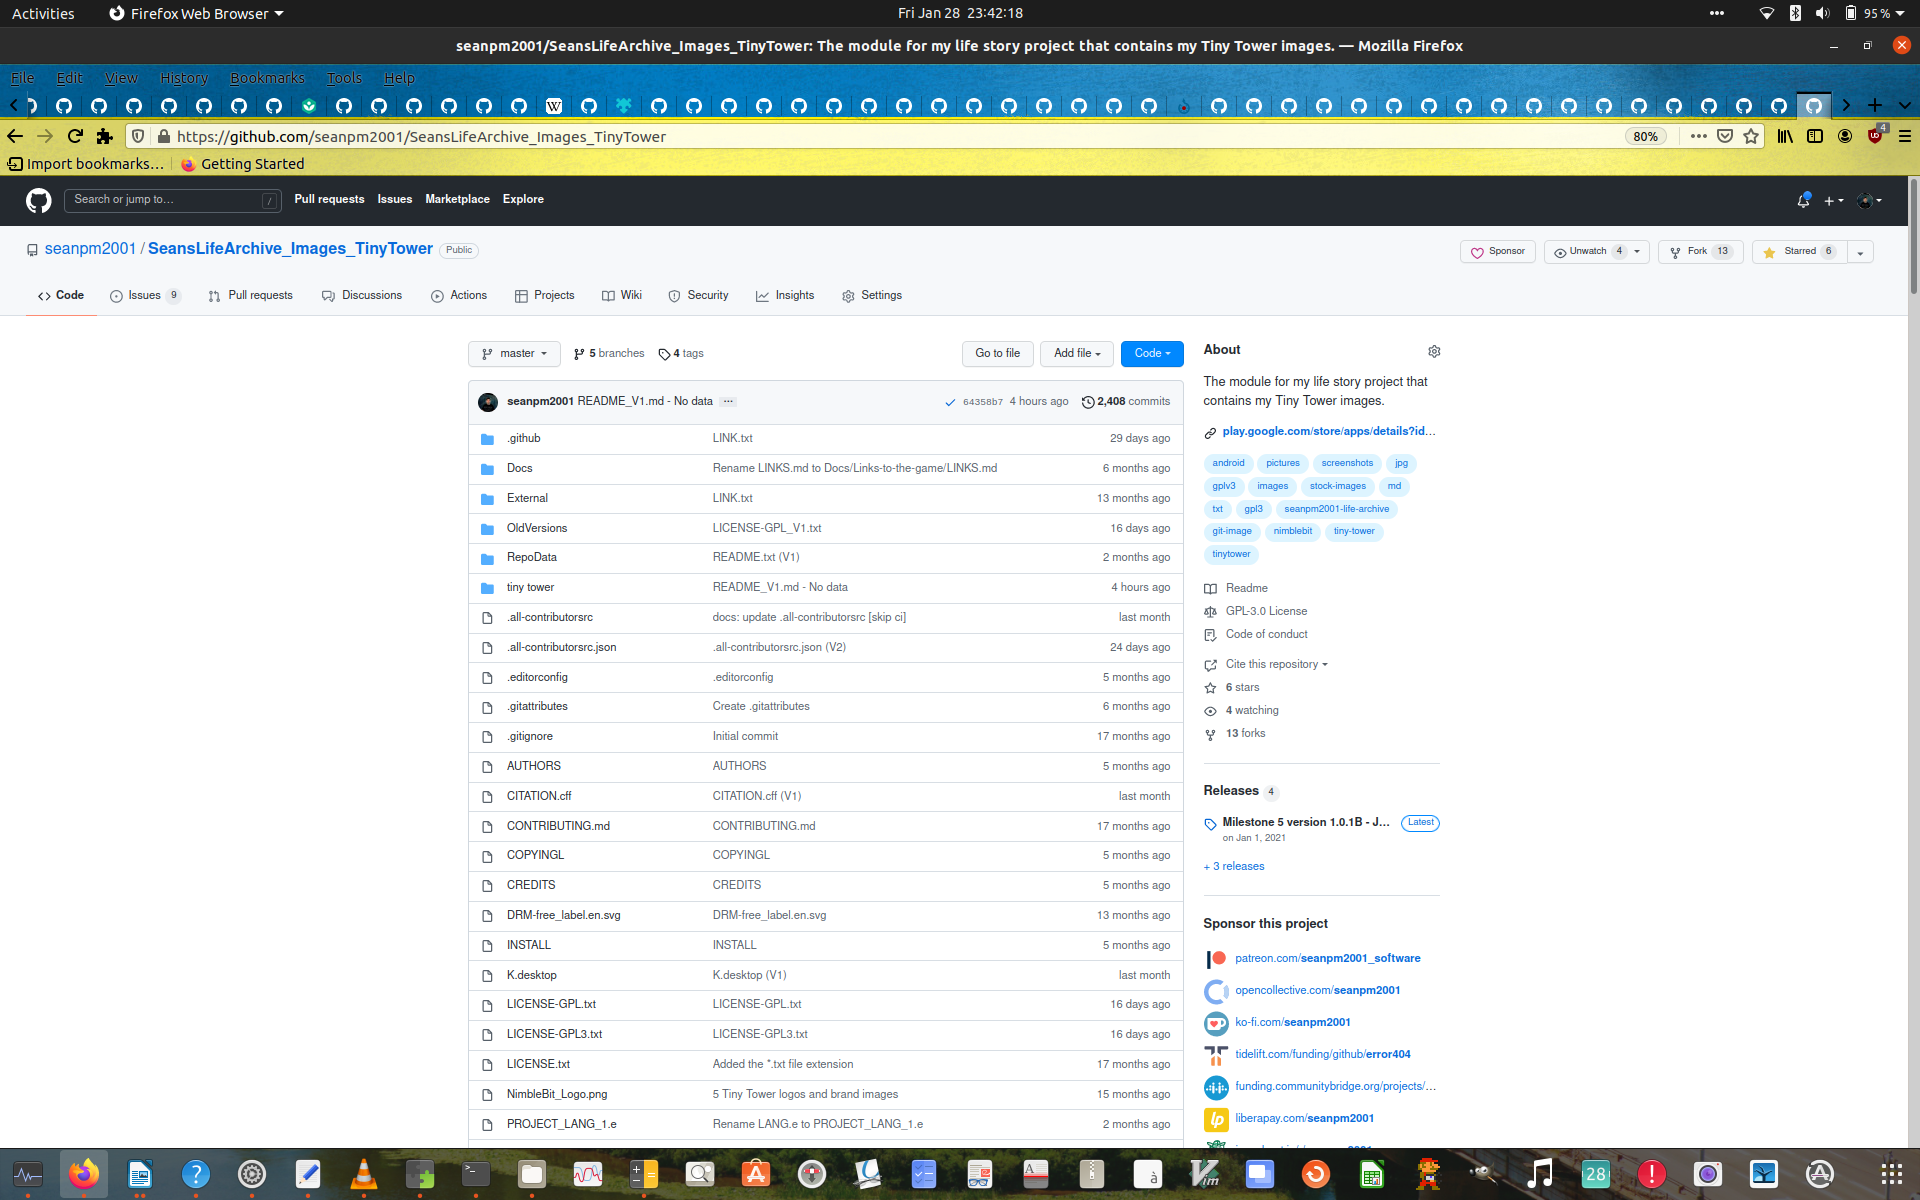 Activities Firefox Web Browser Fri Jan 28 23:42:18 95%
seanpm2001/SeansLifeArchive_Images_TinyTower: The module for my life story project that contains my Tiny Tower images. — Mozilla Firefox
File Edit View History Bookmarks Tools Help
https://github.com/seanpm2001/SeansLifeArchive_Images_TinyTower 80% 4
Import bookmarks… Getting Started
Search or jump to… / Pull requests Issues Marketplace Explore
seanpm2001 / SeansLifeArchive_Images_TinyTower Public Sponsor Unwatch 4 Fork 13 Starred 6
Code Issues 9 Pull requests Discussions Actions Projects Wiki Security Insights Settings
master 5 branches 4 tags Go to file Add file Code
seanpm2001 README_V1.md - No data ... 64358b7 4 hours ago 2,408 commits
.github LINK.txt 29 days ago
Docs Rename LINKS.md to Docs/Links-to-the-game/LINKS.md 6 months ago
External LINK.txt 13 months ago
OldVersions LICENSE-GPL_V1.txt 16 days ago
RepoData README.txt (V1) 2 months ago
tiny tower README_V1.md - No data 4 hours ago
.all-contributorsrc docs: update .all-contributorsrc [skip ci] last month
.all-contributorsrc.json .all-contributorsrc.json (V2) 24 days ago
.editorconfig .editorconfig 5 months ago
.gitattributes Create .gitattributes 6 months ago
.gitignore Initial commit 17 months ago
AUTHORS AUTHORS 5 months ago
CITATION.cff CITATION.cff (V1) last month
CONTRIBUTING.md CONTRIBUTING.md 17 months ago
COPYINGL COPYINGL 5 months ago
CREDITS CREDITS 5 months ago
DRM-free_label.en.svg DRM-free_label.en.svg 13 months ago
INSTALL INSTALL 5 months ago
K.desktop K.desktop (V1) last month
LICENSE-GPL.txt LICENSE-GPL.txt 16 days ago
LICENSE-GPL3.txt LICENSE-GPL3.txt 16 days ago
LICENSE.txt Added the *.txt file extension 17 months ago
NimbleBit_Logo.png 5 Tiny Tower logos and brand images 15 months ago
PROJECT_LANG_1.e Rename LANG.e to PROJECT_LANG_1.e 2 months ago
About
The module for my life story project that
contains my Tiny Tower images.
play.google.com/store/apps/details?id…
android pictures screenshots jpg
gplv3 images stock-images md
txt gpl3 seanpm2001-life-archive
git-image nimblebit tiny-tower
tinytower
Readme
GPL-3.0 License
Code of conduct
Cite this repository
6 stars
4 watching
13 forks
Releases 4
Milestone 5 version 1.0.1B - J… Latest
on Jan 1, 2021
+ 3 releases
Sponsor this project
patreon.com/seanpm2001_software
opencollective.com/seanpm2001
ko-fi.com/seanpm2001
tidelift.com/funding/github/error404
funding.communitybridge.org/projects/…
lp liberapay.com/seanpm2001
28